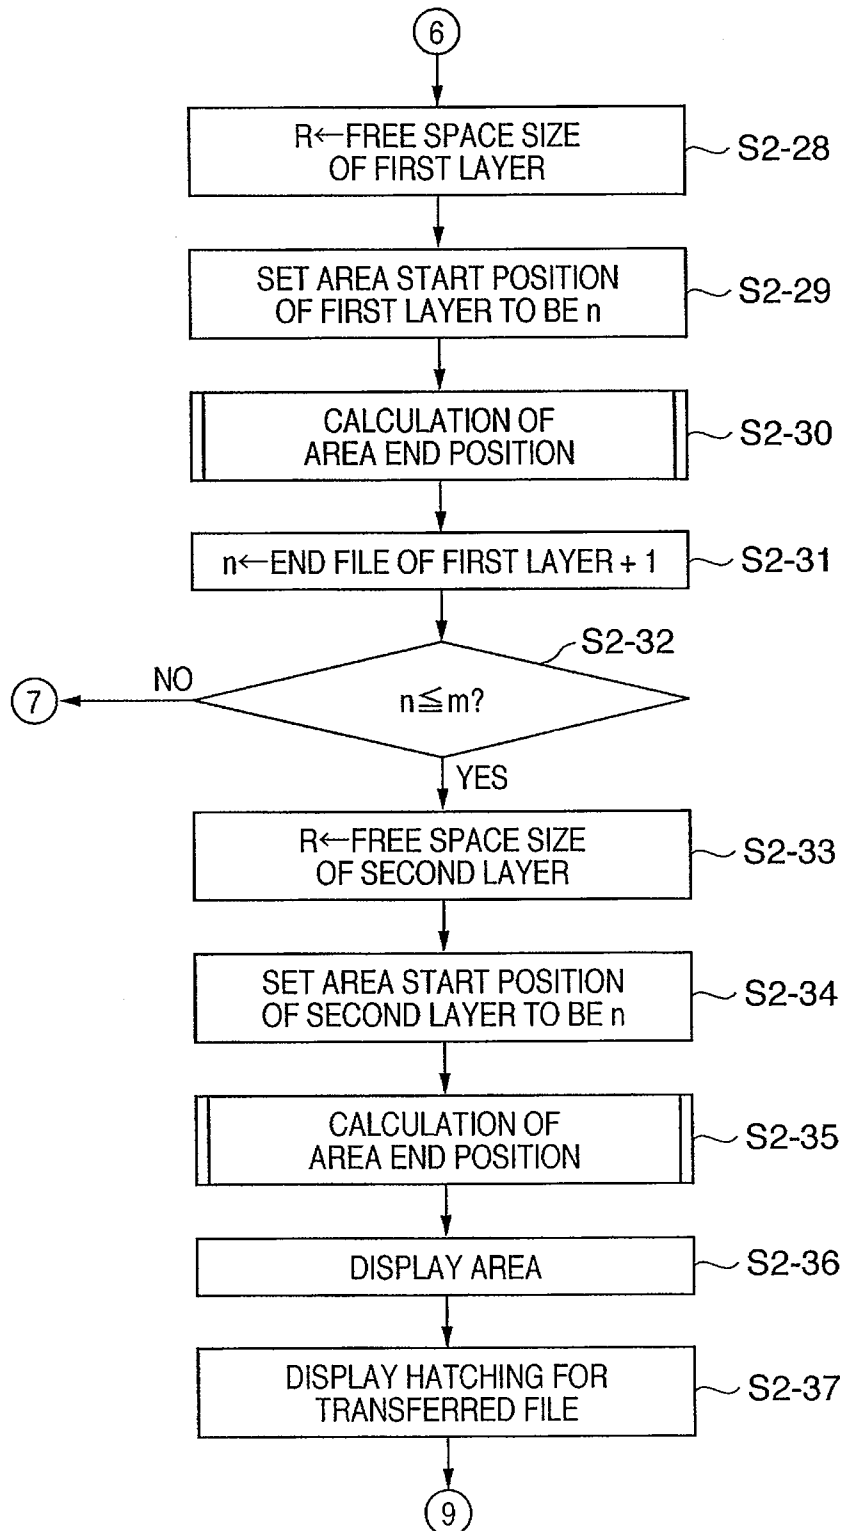 6
R←FREE SPACE SIZE
OF FIRST LAYER
S2-28
SET AREA START POSITION
OF FIRST LAYER TO BE n
S2-29
CALCULATION OF
AREA END POSITION
S2-30
n←END FILE OF FIRST LAYER + 1
S2-31
S2-32
n≦m?
NO
7
YES
R←FREE SPACE SIZE
OF SECOND LAYER
S2-33
SET AREA START POSITION
OF SECOND LAYER TO BE n
S2-34
CALCULATION OF
AREA END POSITION
S2-35
DISPLAY AREA
S2-36
DISPLAY HATCHING FOR
TRANSFERRED FILE
S2-37
9